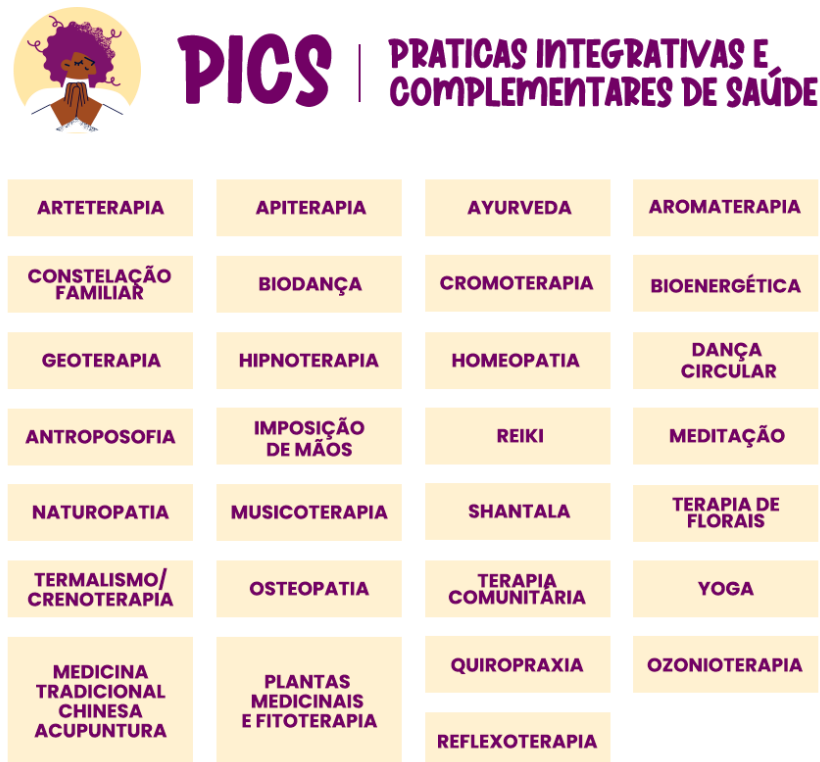 PICS
PRATICAS INTEGRATIVAS E
COMPLEMENTARES DE SAÚDE
ARTETERAPIA
APITERAPIA
AYURVEDA
AROMATERAPIA
CONSTELAÇÃO
FAMILIAR
BIODANÇA
CROMOTERAPIA
BIOENERGÉTICA
GEOTERAPIA
HIPNOTERAPIA
HOMEOPATIA
DANÇA
CIRCULAR
ANTROPOSOFIA
IMPOSIÇÃO
DE MÃOS
REIKI
MEDITAÇÃO
NATUROPATIA
MUSICOTERAPIA
SHANTALA
TERAPIA DE
FLORAIS
TERMALISMO/
CRENOTERAPIA
OSTEOPATIA
TERAPIA
COMUNITÁRIA
YOGA
MEDICINA
TRADICIONAL
CHINESA
ACUPUNTURA
PLANTAS
MEDICINAIS
E FITOTERAPIA
QUIROPRAXIA
OZONIOTERAPIA
REFLEXOTERAPIA